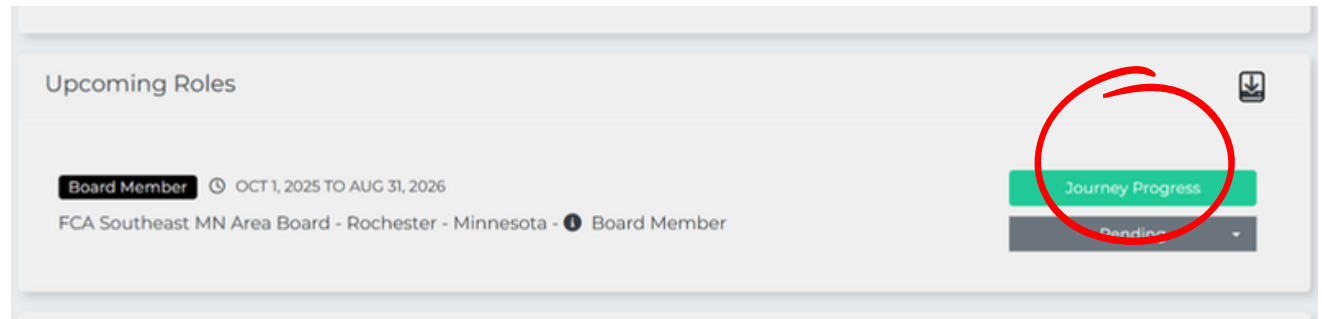 Upcoming Roles
Board Member OCT 1, 2025 TO AUG 31, 2026
Journey Progress
FCA Southeast MN Area Board - Rochester - Minnesota - Board Member
Pending